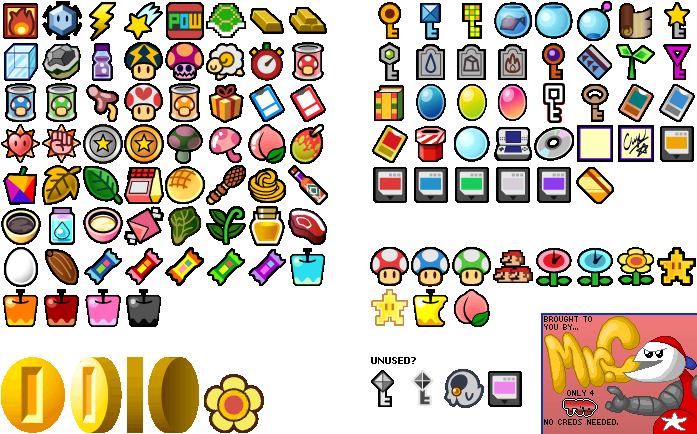 POW
UNUSED?
BROUGHT TO
YOU BY...
Mr. C
ONLY 4
NO CREDS NEEDED.